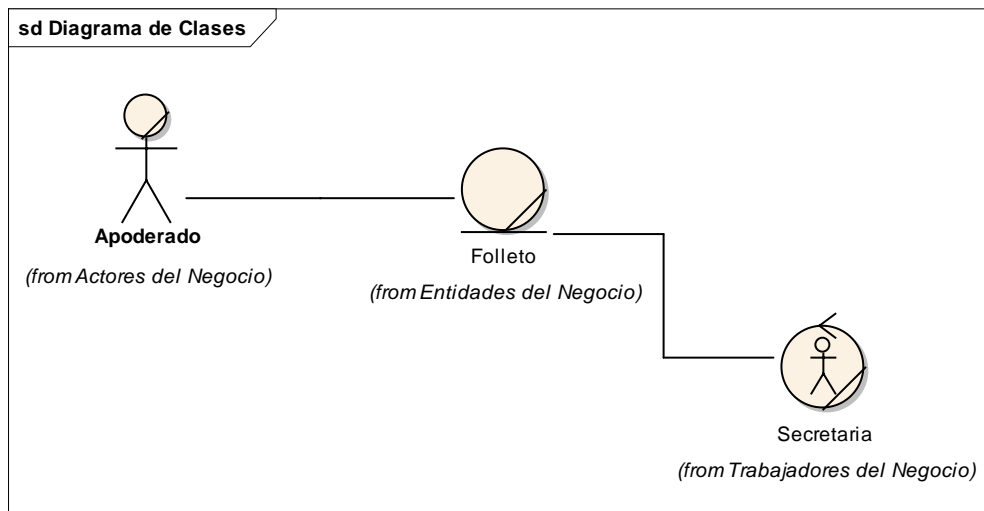 sd Diagrama de Clases
Apoderado
(from Actores del Negocio)
Folleto
(from Entidades del Negocio)
Secretaria
(from Trabajadores del Negocio)